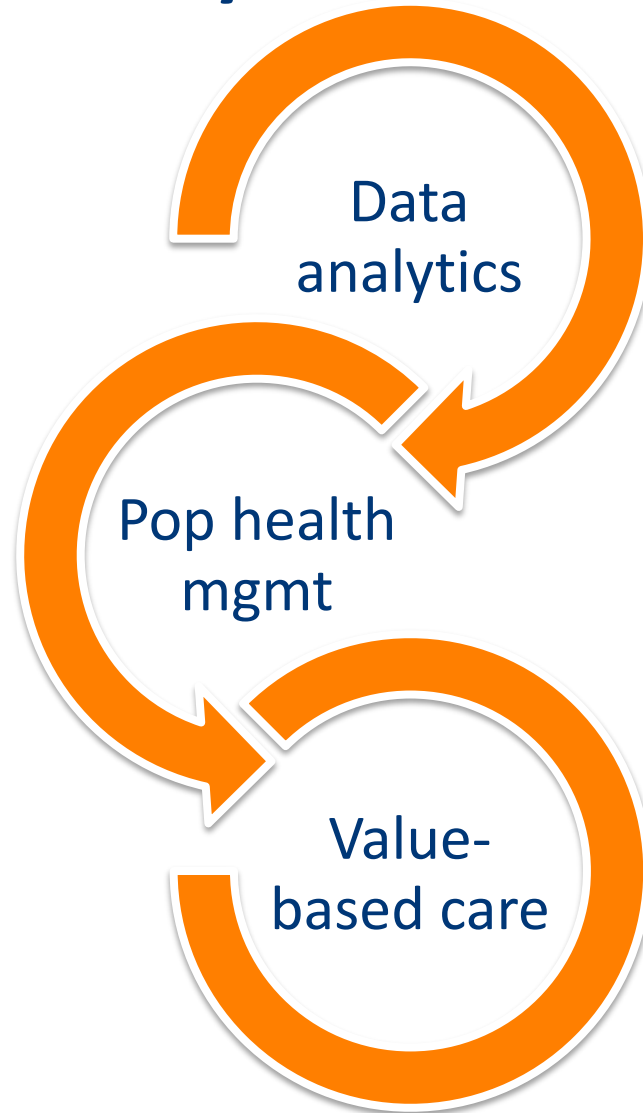 Data
analytics
Pop health
mgmt
Value-
based care